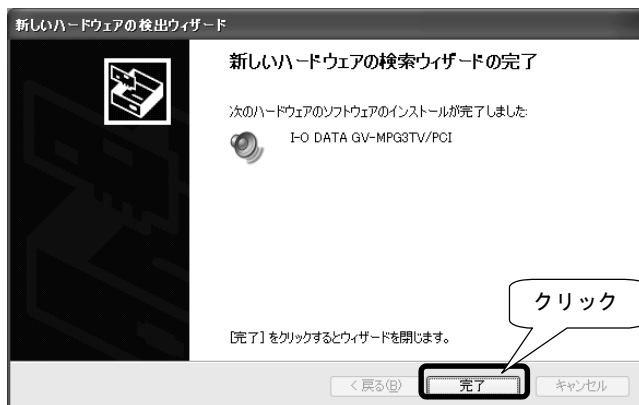 新しいハードウェアの検出ウィザード
新しいハードウェアの検索ウィザードの完了
次のハードウェアのソフトウェアのインストールが完了しました:
I-O DATA GV-MPG3TV/PCI
クリック
[完了] をクリックするとウィザードを閉じます。
< 戻る(B)
完了
キャンセル